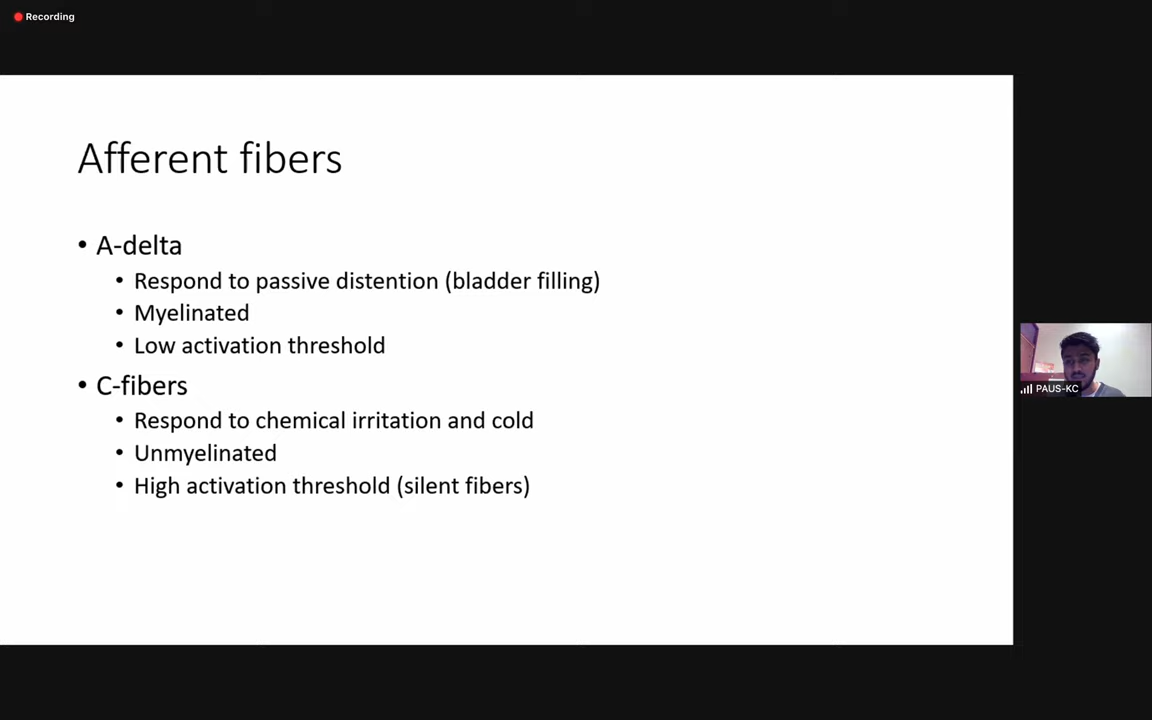 Recording
Afferent fibers
• A-delta
• Respond to passive distention (bladder filling)
• Myelinated
• Low activation threshold
• C-fibers
• Respond to chemical irritation and cold
• Unmyelinated
• High activation threshold (silent fibers)
PAUS-KC